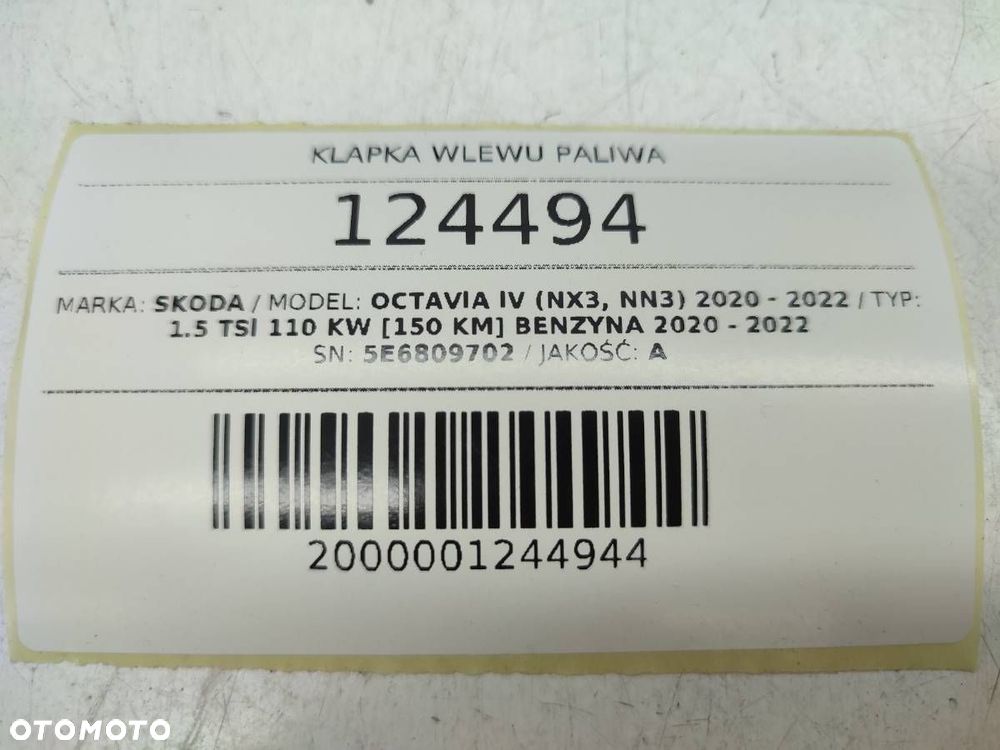 KLAPKA WLEWU PALIWA
124494
MARKA: SKODA / MODEL: OCTAVIA IV (NX3, NN3) 2020 - 2022 / TYP:
1.5 TSI 110 KW [150 KM] BENZYNA 2020 - 2022
SN: 5E6809702 / JAKOŚĆ: A
2000001244944
OTOMOTO